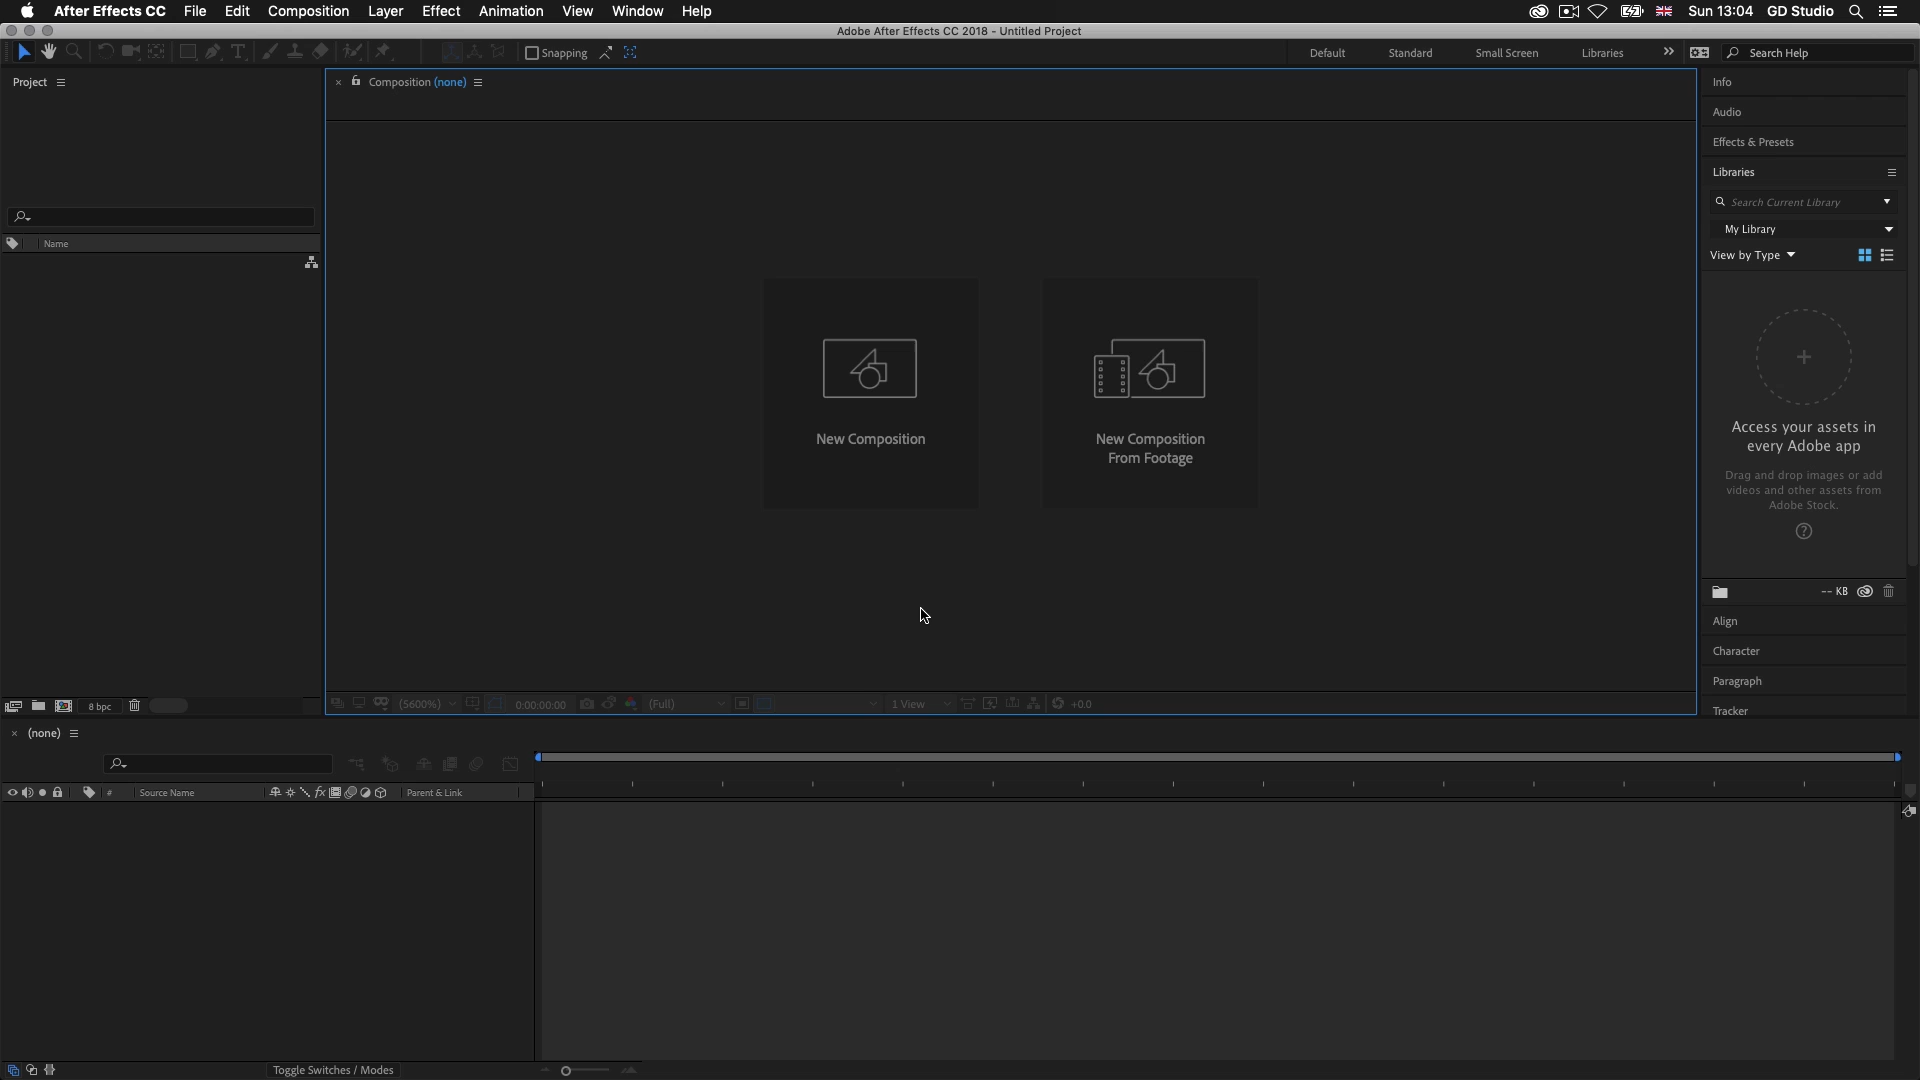 After Effects CC File Edit Composition Layer Effect Animation View Window Help Sun 13:04 GD Studio
Adobe After Effects CC 2018 - Untitled Project
Snapping Default Standard Small Screen Libraries Search Help
Project
Composition (none)
Info
Audio
Effects & Presets
Libraries
Search Current Library
My Library
View by Type
Name
New Composition
New Composition
From Footage
Access your assets in
every Adobe app
Drag and drop images or add
videos and other assets from
Adobe Stock.
-- KB
Align
Character
Paragraph
Tracker
8 bpc
(5600%) 0:00:00:00 (Full) 1 View +0.0
(none)
# Source Name fx Parent & Link
Toggle Switches / Modes